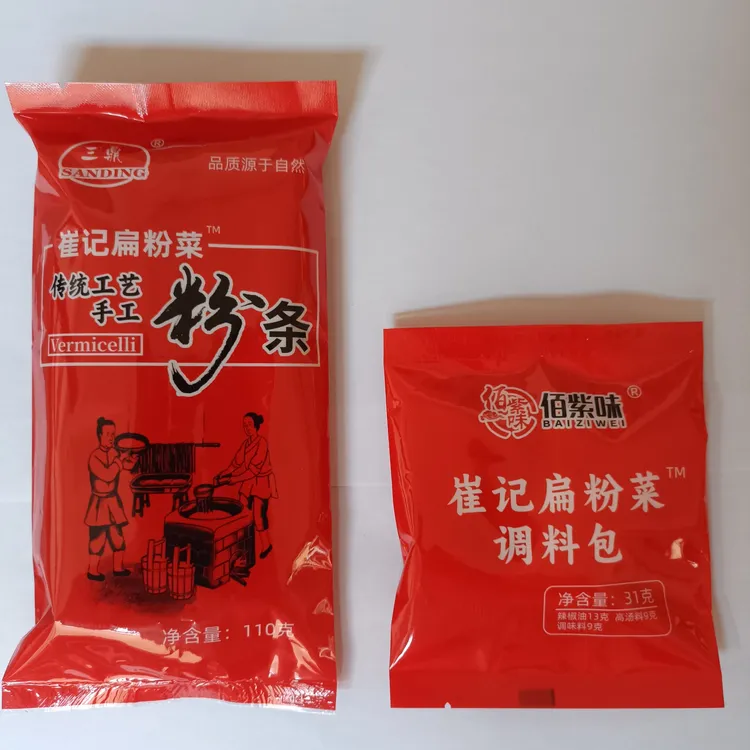 三鼎®
SANDING
品质源于自然
崔记扁粉菜™
传统工艺
手工
粉条
Vermicelli
净含量：110克
佰紫味
佰紫味®
BAIZIWEI
崔记扁粉菜™
调料包
净含量：31克
辣椒油13克 高汤料9克
调味料9克